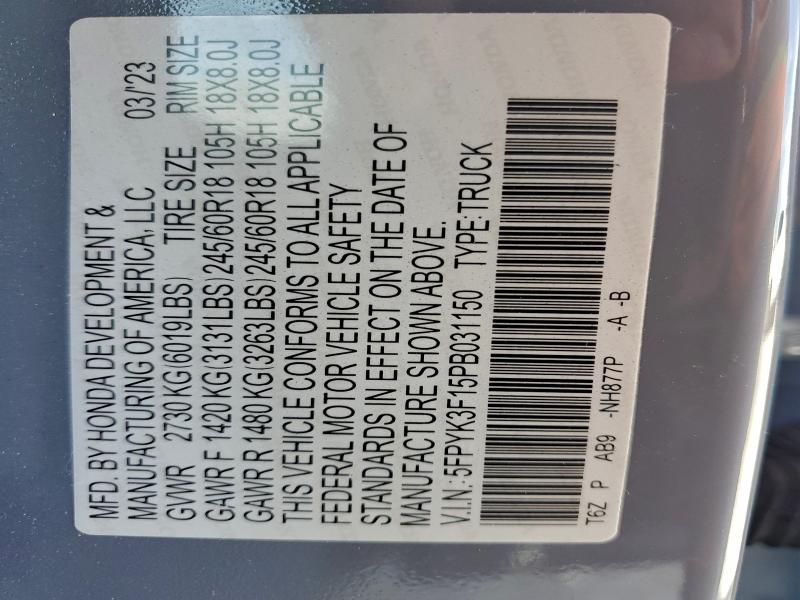 MFD. BY HONDA DEVELOPMENT &
MANUFACTURING OF AMERICA, LLC 03/'23
GVWR 2730 KG(6019LBS) TIRE SIZE RIM SIZE
GAWR F 1420 KG(3131LBS) 245/60R18 105H 18X8.0J
GAWR R 1480 KG(3263LBS) 245/60R18 105H 18X8.0J
THIS VEHICLE CONFORMS TO ALL APPLICABLE
FEDERAL MOTOR VEHICLE SAFETY
STANDARDS IN EFFECT ON THE DATE OF
MANUFACTURE SHOWN ABOVE.
V.I.N: 5FPYK3F15PB031150 TYPE: TRUCK
T6Z P AB9 -NH877P -A -B